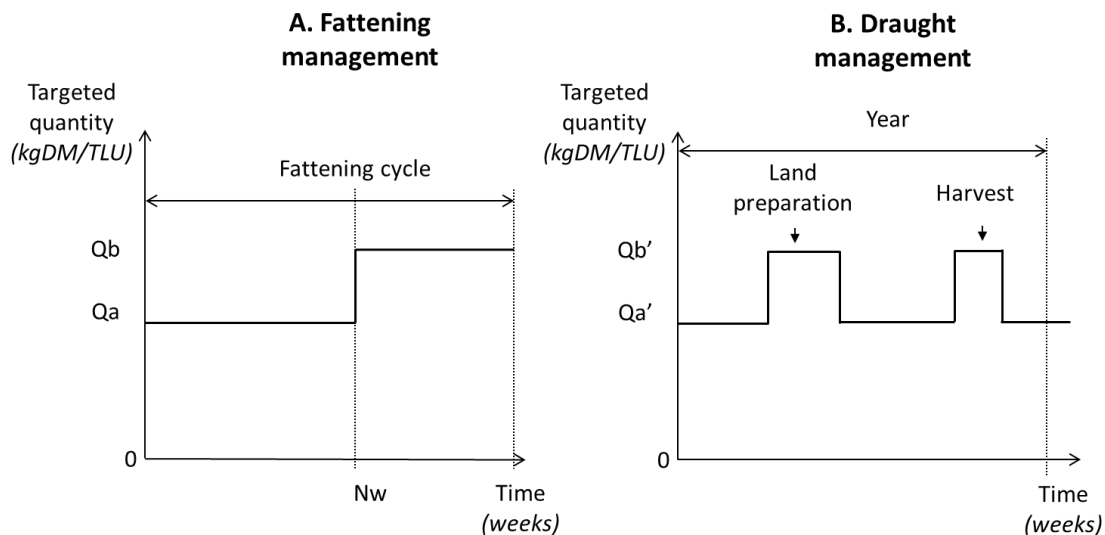 A. Fattening
management
Targeted
quantity
(kgDM/TLU)
Fattening cycle
Qb
Qa
0
Nw
Time
(weeks)
B. Draught
management
Targeted
quantity
(kgDM/TLU)
Year
Land
preparation
Harvest
Qb’
Qa’
0
Time
(weeks)